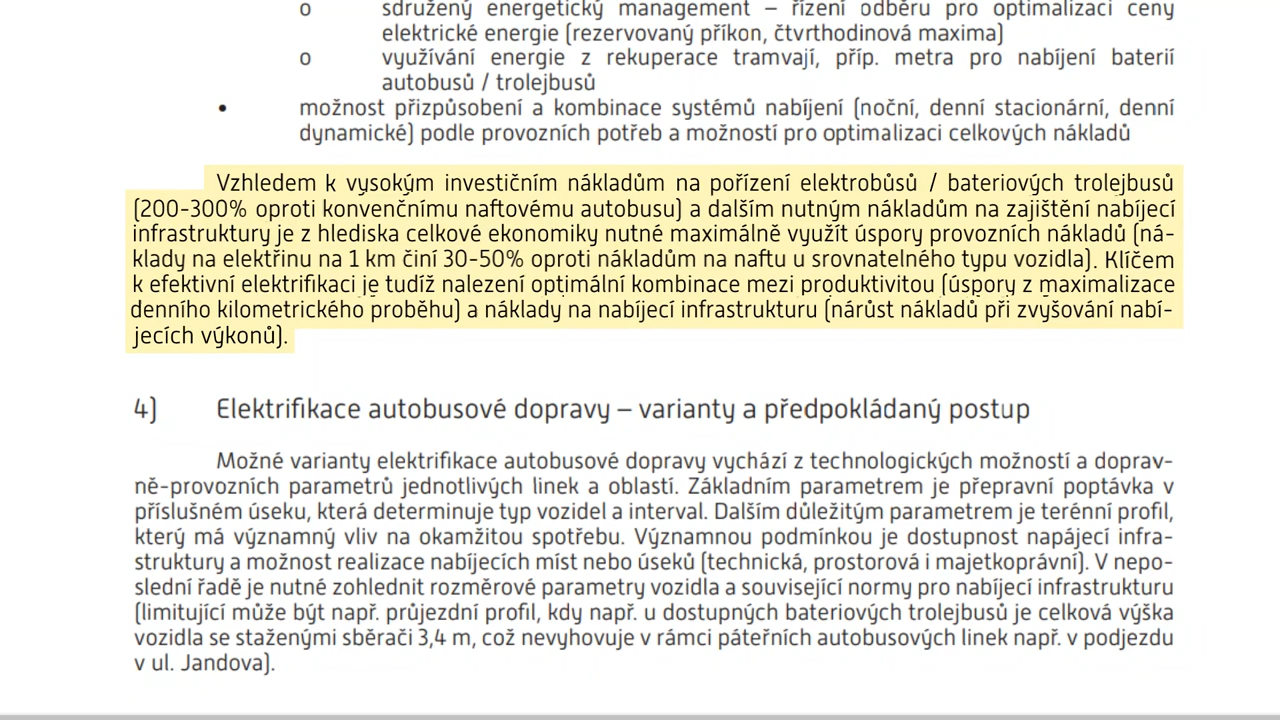 o sdružený energetický management – řízení odběru pro optimalizaci ceny
elektrické energie (rezervovaný příkon, čtvrthodinová maxima)
o využívání energie z rekuperace tramvají, příp. metra pro nabíjení baterií
autobusů / trolejbusů
• možnost přizpůsobení a kombinace systémů nabíjení (noční, denní stacionární, denní
dynamické) podle provozních potřeb a možností pro optimalizaci celkových nákladů
Vzhledem k vysokým investičním nákladům na pořízení elektrobůsů / bateriových trolejbusů
(200-300% oproti konvenčnímu naftovému autobusu) a dalším nutným nákladům na zajištění nabíjecí
infrastruktury je z hlediska celkové ekonomiky nutné maximálně využít úspory provozních nákladů (ná-
klady na elektřinu na 1 km činí 30-50% oproti nákladům na naftu u srovnatelného typu vozidla). Klíčem
k efektivní elektrifikaci je tudíž nalezení optimální kombinace mezi produktivitou (úspory z maximalizace
denního kilometrického proběhu) a náklady na nabíjecí infrastrukturu (nárůst nákladů při zvyšování nabí-
jecích výkonů).
4) Elektrifikace autobusové dopravy – varianty a předpokládaný postup
Možné varianty elektrifikace autobusové dopravy vychází z technologických možností a doprav-
ně-provozních parametrů jednotlivých linek a oblastí. Základním parametrem je přepravní poptávka v
příslušném úseku, která determinuje typ vozidel a interval. Dalším důležitým parametrem je terénní profil,
který má významný vliv na okamžitou spotřebu. Významnou podmínkou je dostupnost napájecí infra-
struktury a možnost realizace nabíjecích míst nebo úseků (technická, prostorová i majetkoprávní). V nepo-
slední řadě je nutné zohlednit rozměrové parametry vozidla a související normy pro nabíjecí infrastrukturu
(limitující může být např. průjezdní profil, kdy např. u dostupných bateriových trolejbusů je celková výška
vozidla se staženými sběrači 3,4 m, což nevyhovuje v rámci páteřních autobusových linek např. v podjezdu
v ul. Jandova).